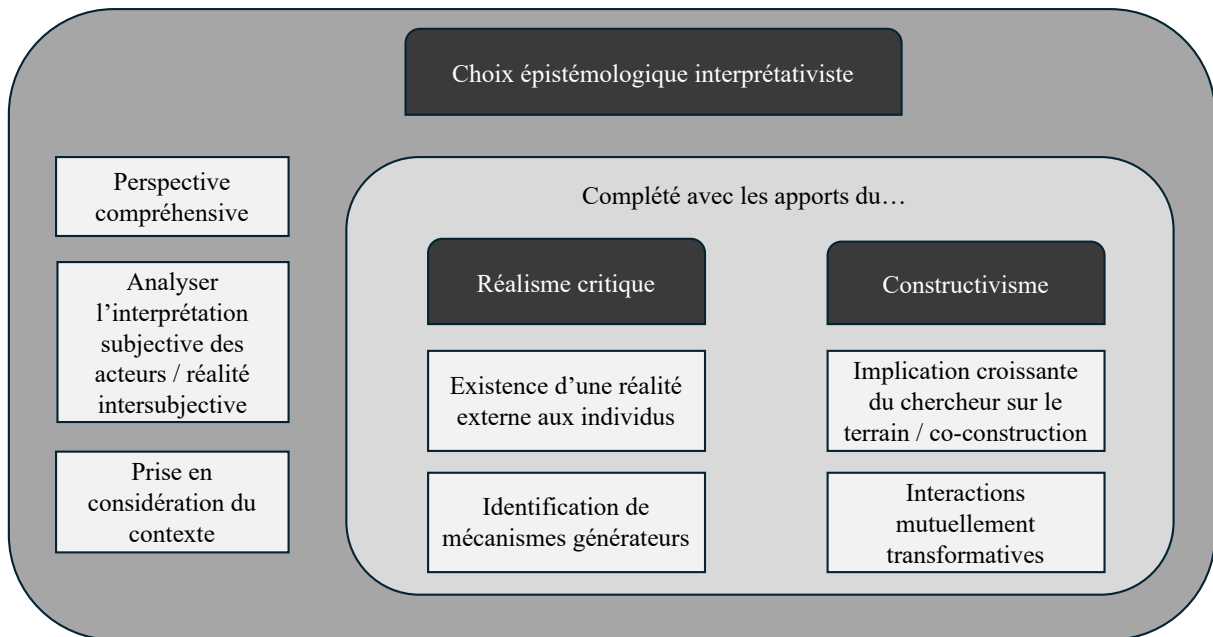 Choix épistémologique interprétativiste
Perspective
compréhensive
Analyser
l’interprétation
subjective des
acteurs / réalité
intersubjective
Prise en
considération du
contexte
Complété avec les apports du…
Réalisme critique
Existence d’une réalité
externe aux individus
Identification de
mécanismes générateurs
Constructivisme
Implication croissante
du chercheur sur le
terrain / co-construction
Interactions
mutuellement
transformatives